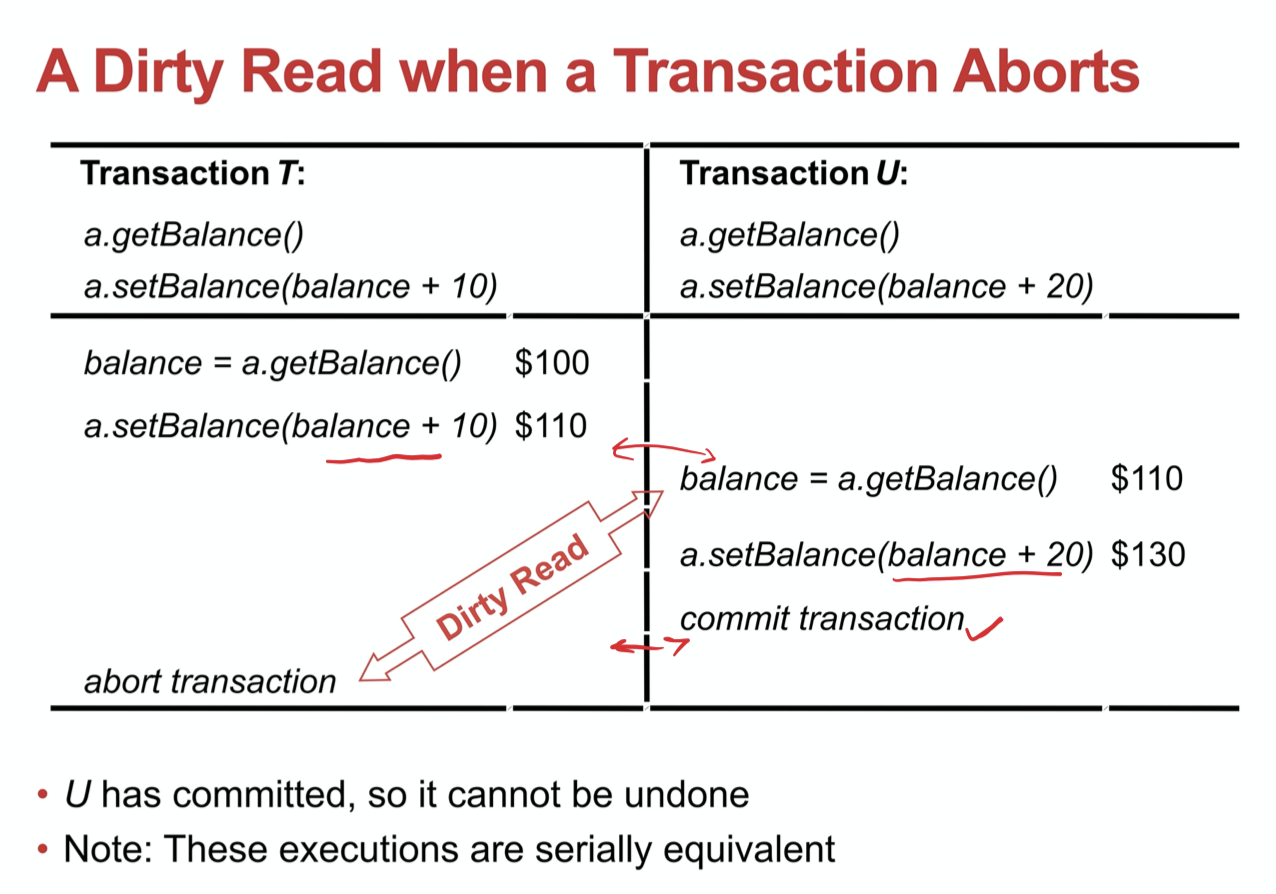 A Dirty Read when a Transaction Aborts
Transaction T:
a.getBalance()
a.setBalance(balance + 10)
Transaction U:
a.getBalance()
a.setBalance(balance + 20)
balance = a.getBalance() $100
a.setBalance(balance + 10) $110
balance = a.getBalance() $110
a.setBalance(balance + 20) $130
commit transaction
Dirty Read
abort transaction
• U has committed, so it cannot be undone
• Note: These executions are serially equivalent